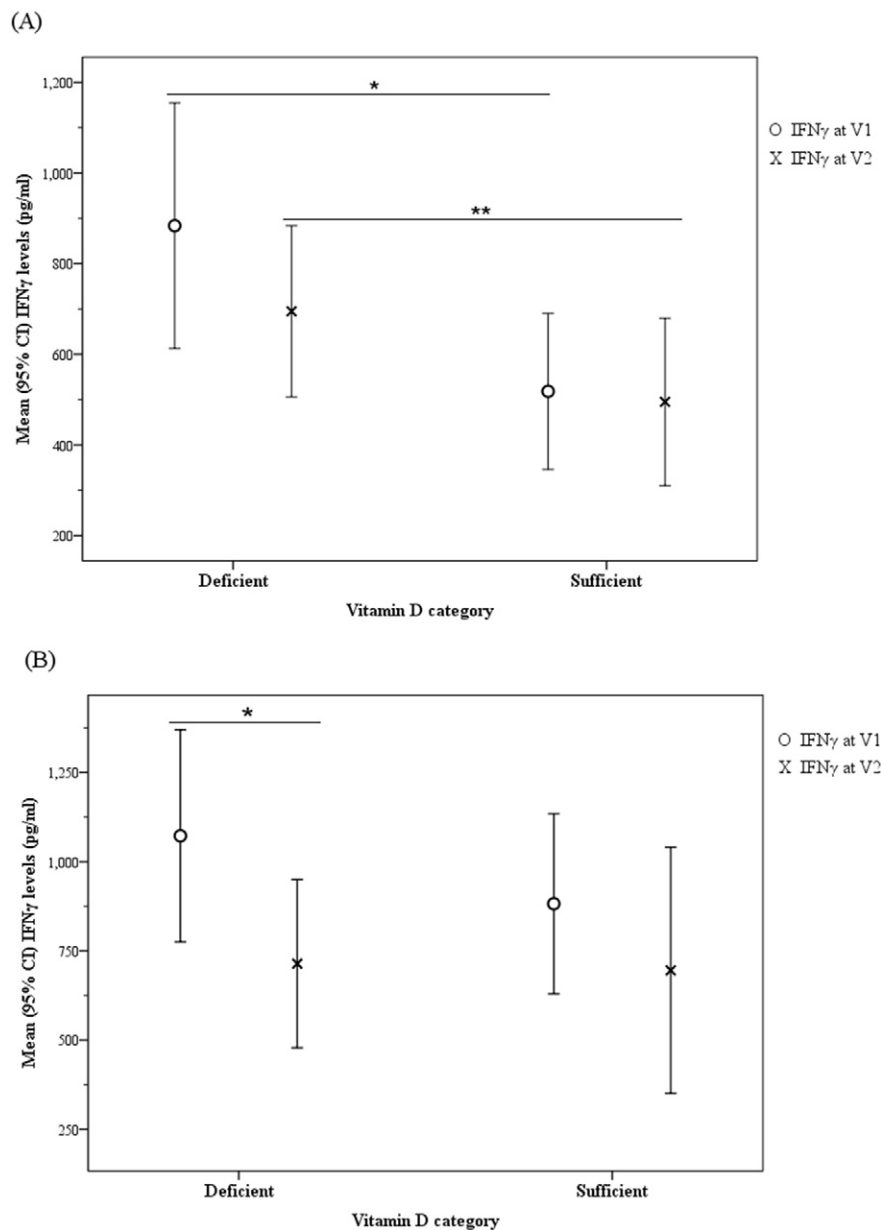 (A)
Mean (95% CI) IFNγ levels (pg/ml)
1,200
1,000
800
600
400
200
*
**
O IFNγ at V1
X IFNγ at V2
Deficient Sufficient
Vitamin D category
(B)
Mean (95% CI) IFNγ levels (pg/ml)
1,250
1,000
750
500
250
*
O IFNγ at V1
X IFNγ at V2
Deficient Sufficient
Vitamin D category